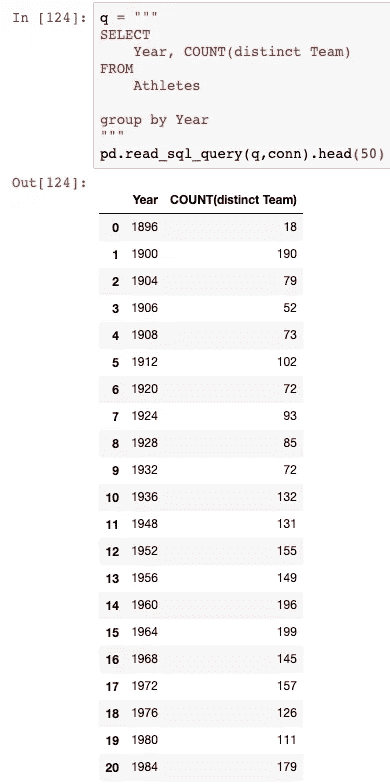 In [124]: q = """
SELECT
Year, COUNT(distinct Team)
FROM
Athletes
group by Year
"""
pd.read_sql_query(q,conn).head(50)
Out[124]:
Year COUNT(distinct Team)
0 1896 18
1 1900 190
2 1904 79
3 1906 52
4 1908 73
5 1912 102
6 1920 72
7 1924 93
8 1928 85
9 1932 72
10 1936 132
11 1948 131
12 1952 155
13 1956 149
14 1960 196
15 1964 199
16 1968 145
17 1972 157
18 1976 126
19 1980 111
20 1984 179